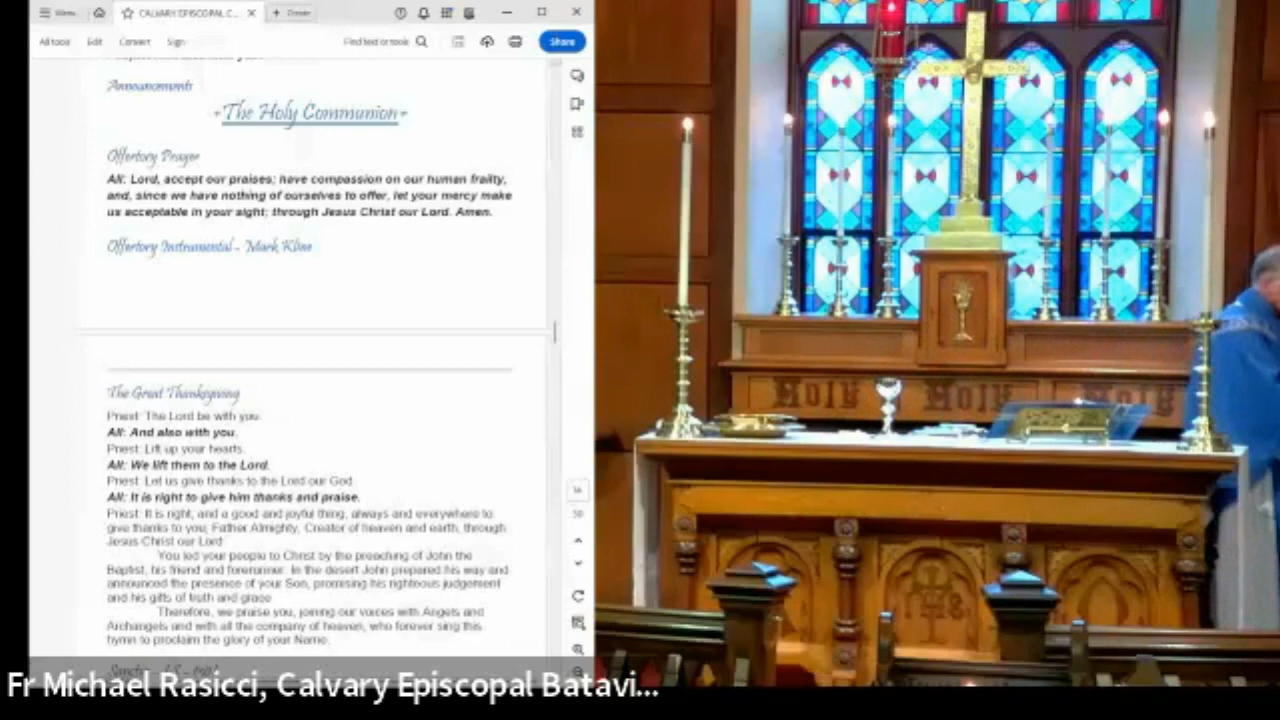 Menu
CALVARY EPISCOPAL C...
+ Create
All tools Edit Convert Sign
Find text or tools
Share
Announcements
The Holy Communion
Offertory Prayer
All: Lord, accept our praises; have compassion on our human frailty,
and, since we have nothing of ourselves to offer, let your mercy make
us acceptable in your sight; through Jesus Christ our Lord. Amen.
Offertory Instrumental - Mark Kline
The Great Thanksgiving
Priest: The Lord be with you.
All: And also with you.
Priest: Lift up your hearts.
All: We lift them to the Lord.
Priest: Let us give thanks to the Lord our God
All: It is right to give him thanks and praise.
Priest: It is right, and a good and joyful thing, always and everywhere to
give thanks to you, Father Almighty, Creator of heaven and earth, through
Jesus Christ our Lord
You led your people to Christ by the preaching of John the
Baptist, his friend and forerunner. In the desert John prepared his way and
announced the presence of your Son, promising his righteous judgement
and his gifts of truth and grace
Therefore, we praise you, joining our voices with Angels and
Archangels and with all the company of heaven, who forever sing this
hymn to proclaim the glory of your Name.
Holy Holy Holy
IHS
Fr Michael Rasicci, Calvary Episcopal Batavi...